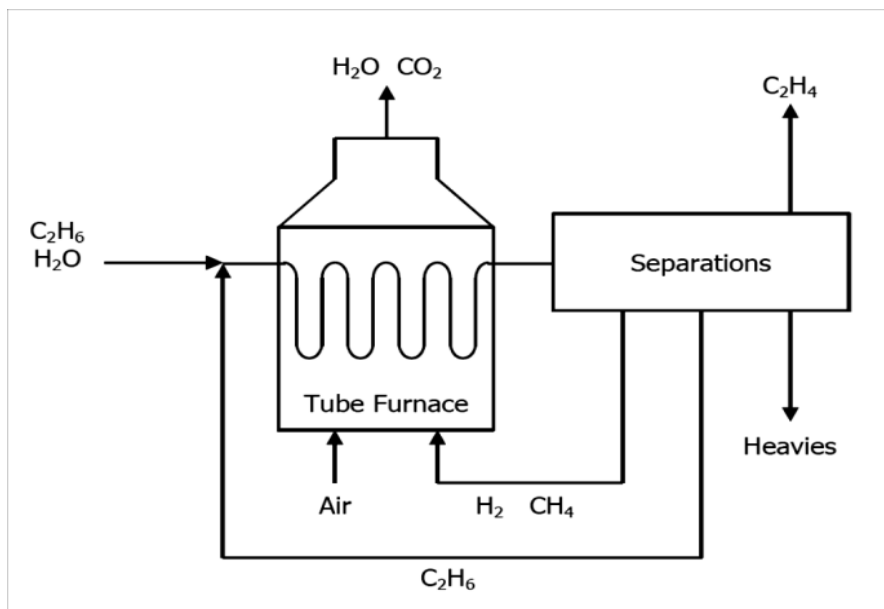 H₂O CO₂
C₂H₄
C₂H₆
H₂O
Separations
Tube Furnace
Heavies
Air
H₂ CH₄
C₂H₆